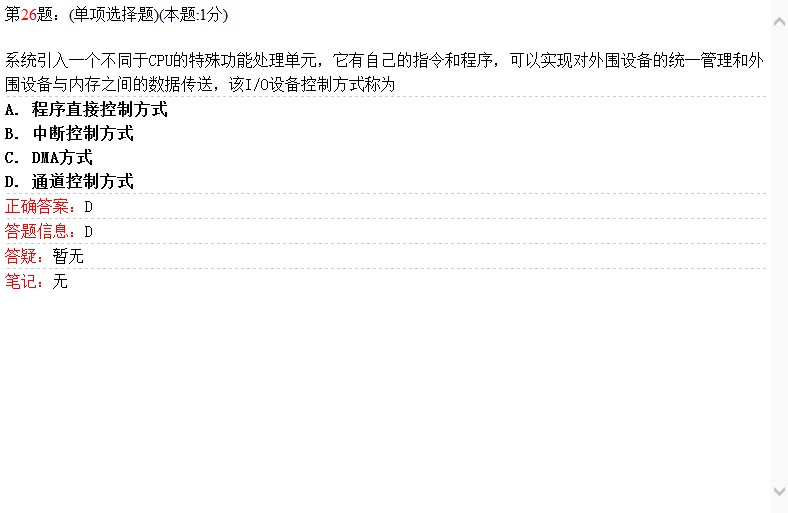 第26题：(单项选择题)(本题:1分)
系统引入一个不同于CPU的特殊功能处理单元，它有自己的指令和程序，可以实现对外围设备的统一管理和外
围设备与内存之间的数据传送，该I/O设备控制方式称为
A. 程序直接控制方式
B. 中断控制方式
C. DMA方式
D. 通道控制方式
正确答案：D
答题信息：D
答疑：暂无
笔记：无